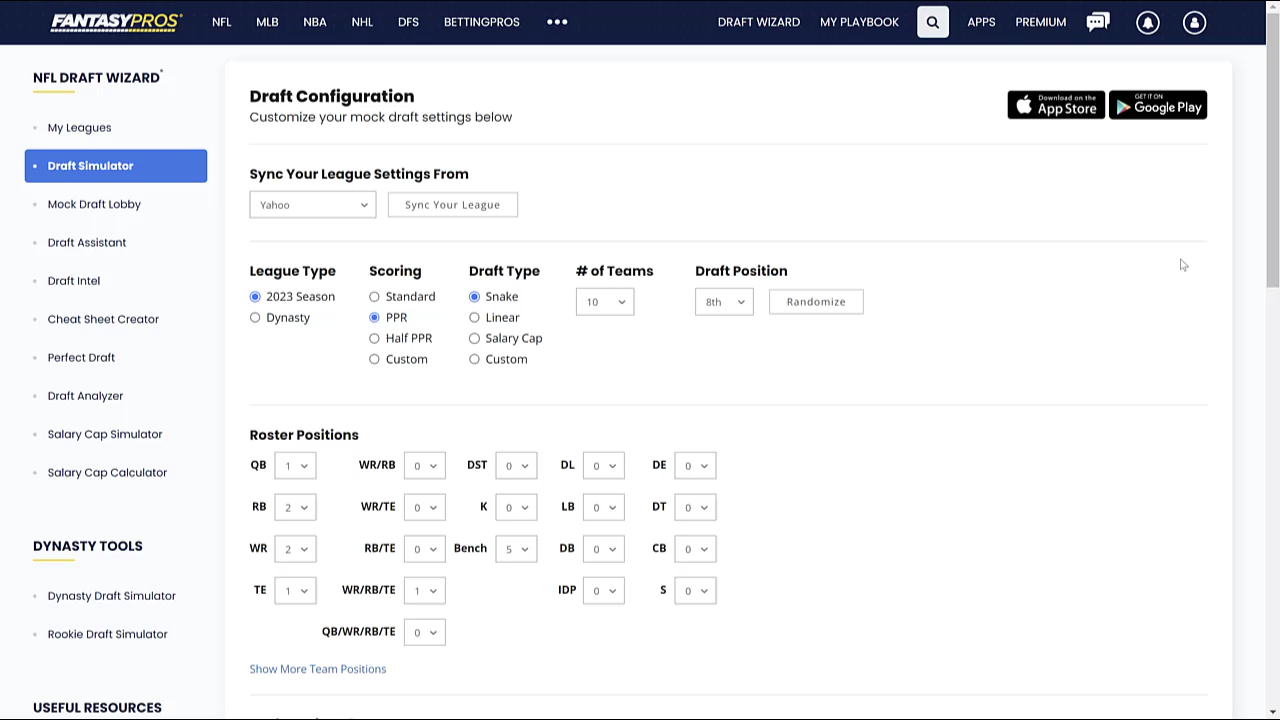 FANTASYPROS NFL MLB NBA NHL DFS BETTINGPROS ••• DRAFT WIZARD MY PLAYBOOK APPS PREMIUM
NFL DRAFT WIZARD
My Leagues
Draft Simulator
Mock Draft Lobby
Draft Assistant
Draft Intel
Cheat Sheet Creator
Perfect Draft
Draft Analyzer
Salary Cap Simulator
Salary Cap Calculator
DYNASTY TOOLS
Dynasty Draft Simulator
Rookie Draft Simulator
USEFUL RESOURCES
Draft Configuration
Customize your mock draft settings below
Download on the
App Store
GET IT ON
Google Play
Sync Your League Settings From
Yahoo Sync Your League
League Type Scoring Draft Type # of Teams Draft Position
2023 Season Standard Snake 10 8th Randomize
Dynasty PPR Linear
Half PPR Salary Cap
Custom Custom
Roster Positions
QB 1 WR/RB 0 DST 0 DL 0 DE 0
RB 2 WR/TE 0 K 0 LB 0 DT 0
WR 2 RB/TE 0 Bench 5 DB 0 CB 0
TE 1 WR/RB/TE 1 IDP 0 S 0
QB/WR/RB/TE 0
Show More Team Positions